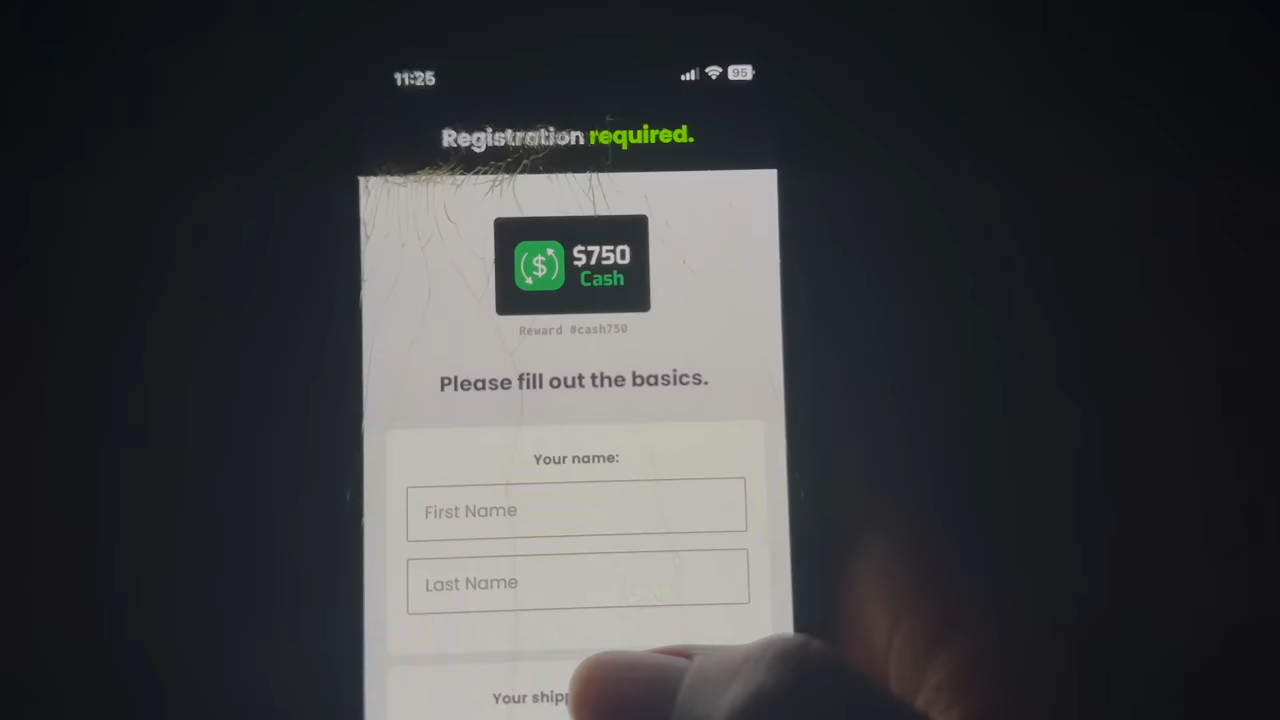 11:25
95
Registration required.
$
$750
Cash
Reward #cash750
Please fill out the basics.
Your name:
First Name
Last Name
Your